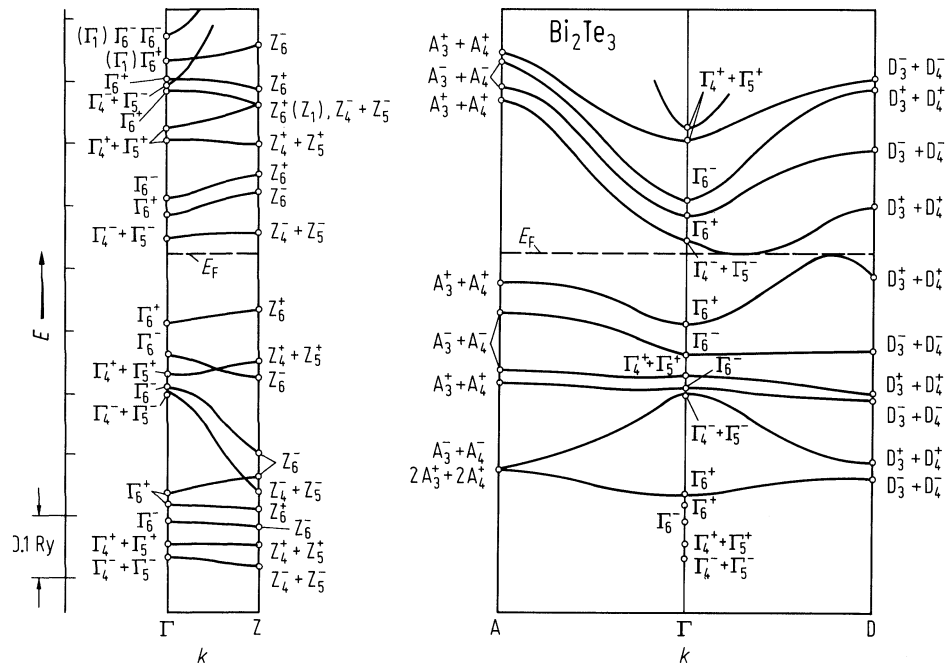 (Γ₁) Γ₆⁻ Γ₆⁻
(Γ₁) Γ₆⁺
Γ₆⁺
Γ₄⁻ + Γ₅⁻
Γ₆⁺
Γ₄⁺ + Γ₅⁺
Γ₆⁻
Γ₆⁺
Γ₄⁻ + Γ₅⁻
E_F
Γ₆⁺
Γ₆⁻
Γ₄⁺ + Γ₅⁺
Γ₆⁻
Γ₄⁻ + Γ₅⁻
Γ₆⁺
Γ₆⁻
Γ₄⁺ + Γ₅⁺
Γ₄⁻ + Γ₅⁻
E
0.1 Ry
Z₆⁻
Z₆⁺
Z₆⁺ (Z₁), Z₄⁻ + Z₅⁻
Z₄⁺ + Z₅⁺
Z₆⁺
Z₆⁻
Z₄⁻ + Z₅⁻
Z₆⁺
Z₄⁺ + Z₅⁺
Z₆⁻
Z₆⁻
Z₄⁻ + Z₅⁻
Z₆⁺
Z₆⁻
Z₄⁺ + Z₅⁺
Z₄⁻ + Z₅⁻
Γ Z
k
Bi₂Te₃
A₃⁺ + A₄⁺
A₃⁻ + A₄⁻
A₃⁺ + A₄⁺
E_F
A₃⁺ + A₄⁺
A₃⁻ + A₄⁻
A₃⁺ + A₄⁺
A₃⁻ + A₄⁻
2A₃⁺ + 2A₄⁺
Γ₄⁺ + Γ₅⁺
Γ₆⁻
Γ₆⁺
Γ₄⁻ + Γ₅⁻
Γ₆⁺
Γ₆⁻
Γ₄⁺ + Γ₅⁺
Γ₆⁻
Γ₄⁻ + Γ₅⁻
Γ₆⁺
Γ₆⁺
Γ₆⁻
Γ₄⁺ + Γ₅⁺
Γ₄⁻ + Γ₅⁻
D₃⁻ + D₄⁻
D₃⁺ + D₄⁺
D₃⁻ + D₄⁻
D₃⁺ + D₄⁺
D₃⁺ + D₄⁺
D₃⁻ + D₄⁻
D₃⁺ + D₄⁺
D₃⁻ + D₄⁻
D₃⁺ + D₄⁺
D₃⁻ + D₄⁻
A Γ D
k